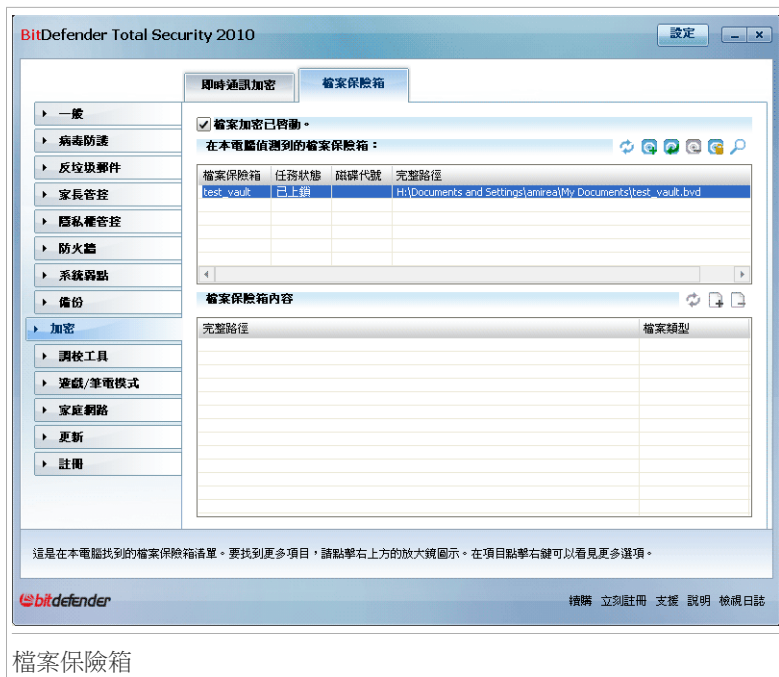 BitDefender Total Security 2010
設定
即時通訊加密
檔案保險箱
一般
病毒防護
反垃圾郵件
家長管控
隱私權管控
防火牆
系統弱點
備份
加密
調校工具
遊戲/筆電模式
家庭網路
更新
註冊
檔案加密已啓動。
在本電腦偵測到的檔案保險箱：
檔案保險箱 任務狀態 磁碟代號 完整路徑
test_vault 已上鎖 H:\Documents and Settings\amirea\My Documents\test_vault.bvd
檔案保險箱內容
完整路徑 檔案類型
這是在本電腦找到的檔案保險箱清單。要找到更多項目，請點擊右上方的放大鏡圖示。在項目點擊右鍵可以看見更多選項。
bitdefender
續購 立刻註冊 支援 說明 檢視日誌
檔案保險箱